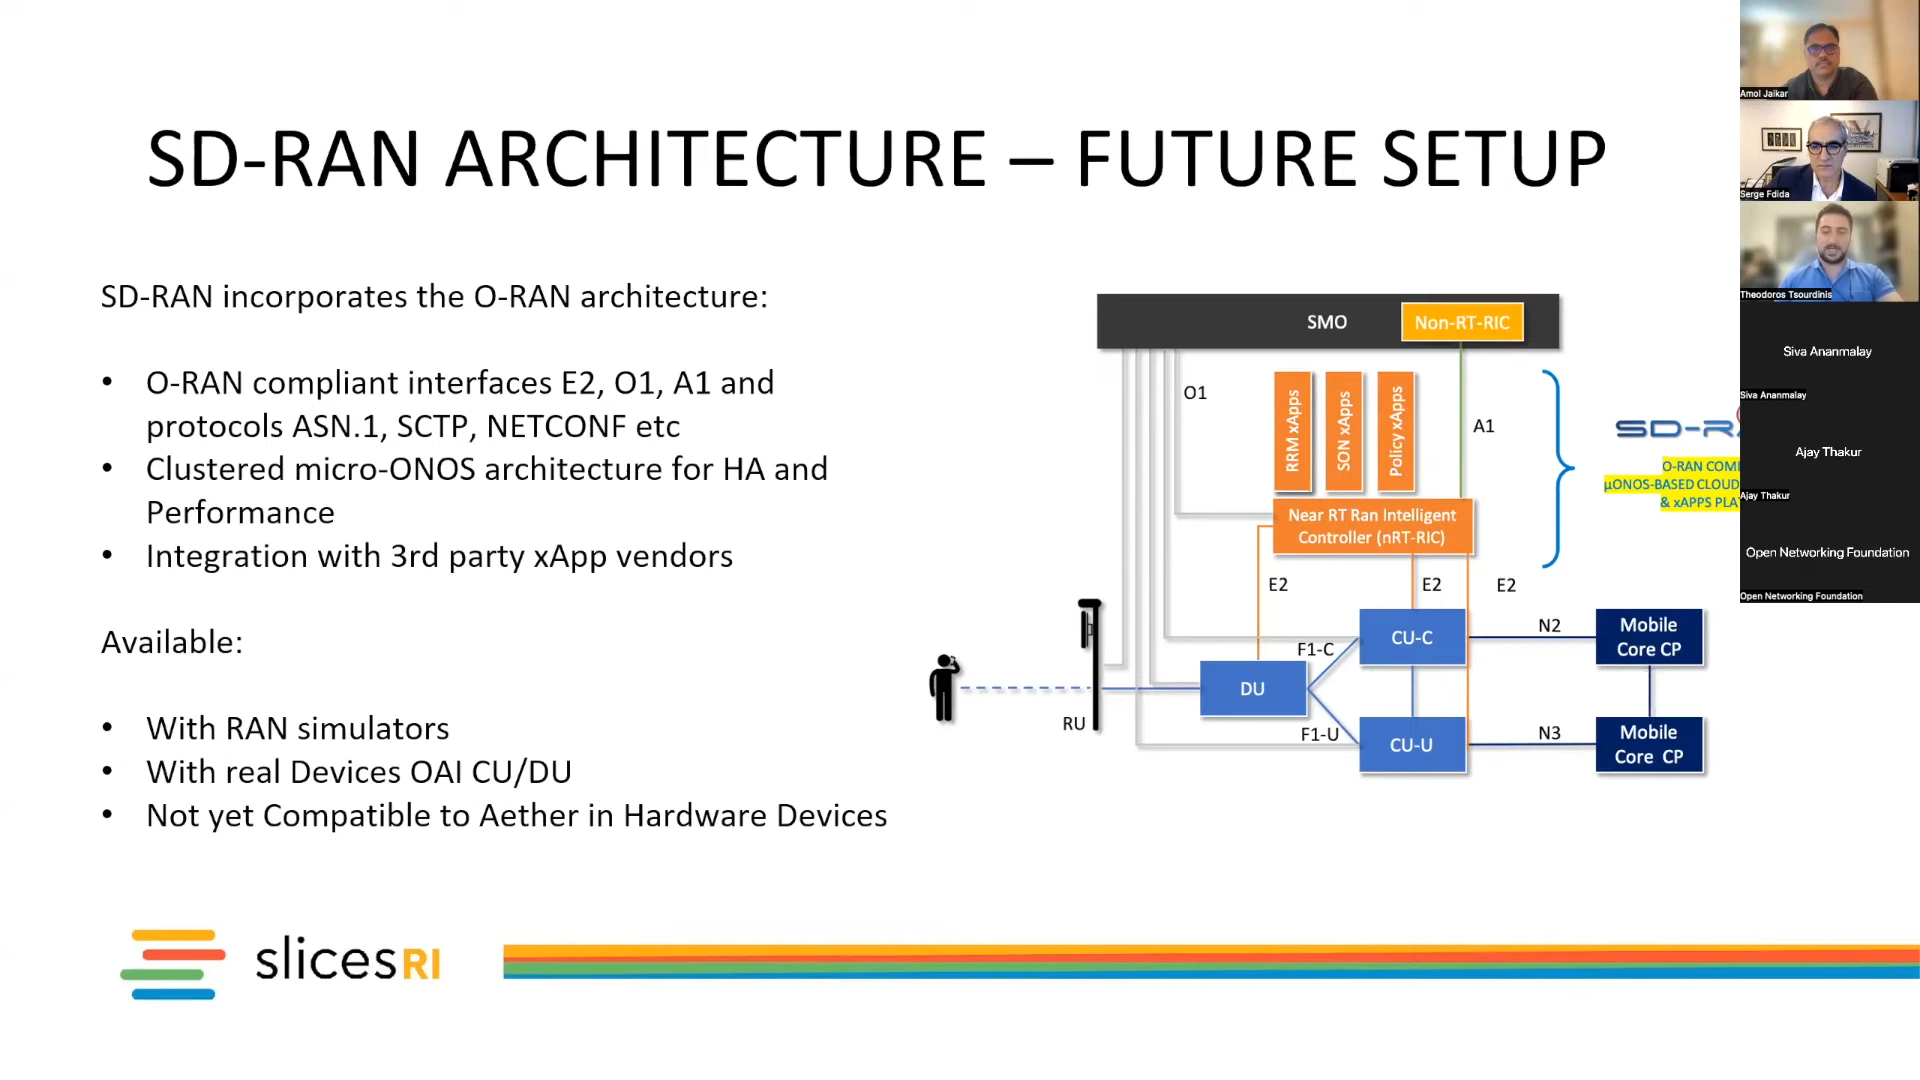 SD-RAN ARCHITECTURE – FUTURE SETUP
SD-RAN incorporates the O-RAN architecture:
• O-RAN compliant interfaces E2, O1, A1 and
protocols ASN.1, SCTP, NETCONF etc
• Clustered micro-ONOS architecture for HA and
Performance
• Integration with 3rd party xApp vendors
Available:
• With RAN simulators
• With real Devices OAI CU/DU
• Not yet Compatible to Aether in Hardware Devices
SMO
Non-RT-RIC
O1
RRM xApps
SON xApps
Policy xApps
A1
Near RT Ran Intelligent
Controller (nRT-RIC)
E2
E2
E2
RU
DU
F1-C
F1-U
CU-C
CU-U
N2
N3
Mobile
Core CP
Mobile
Core CP
SD-RA
O-RAN COM
µONOS-BASED CLOUD
& xAPPS PLA
Amol Jaikar
Serge Fdida
Theodoros Tsourdinis
Siva Ananmalay
Siva Ananmalay
Ajay Thakur
Ajay Thakur
Open Networking Foundation
Open Networking Foundation
slices RI